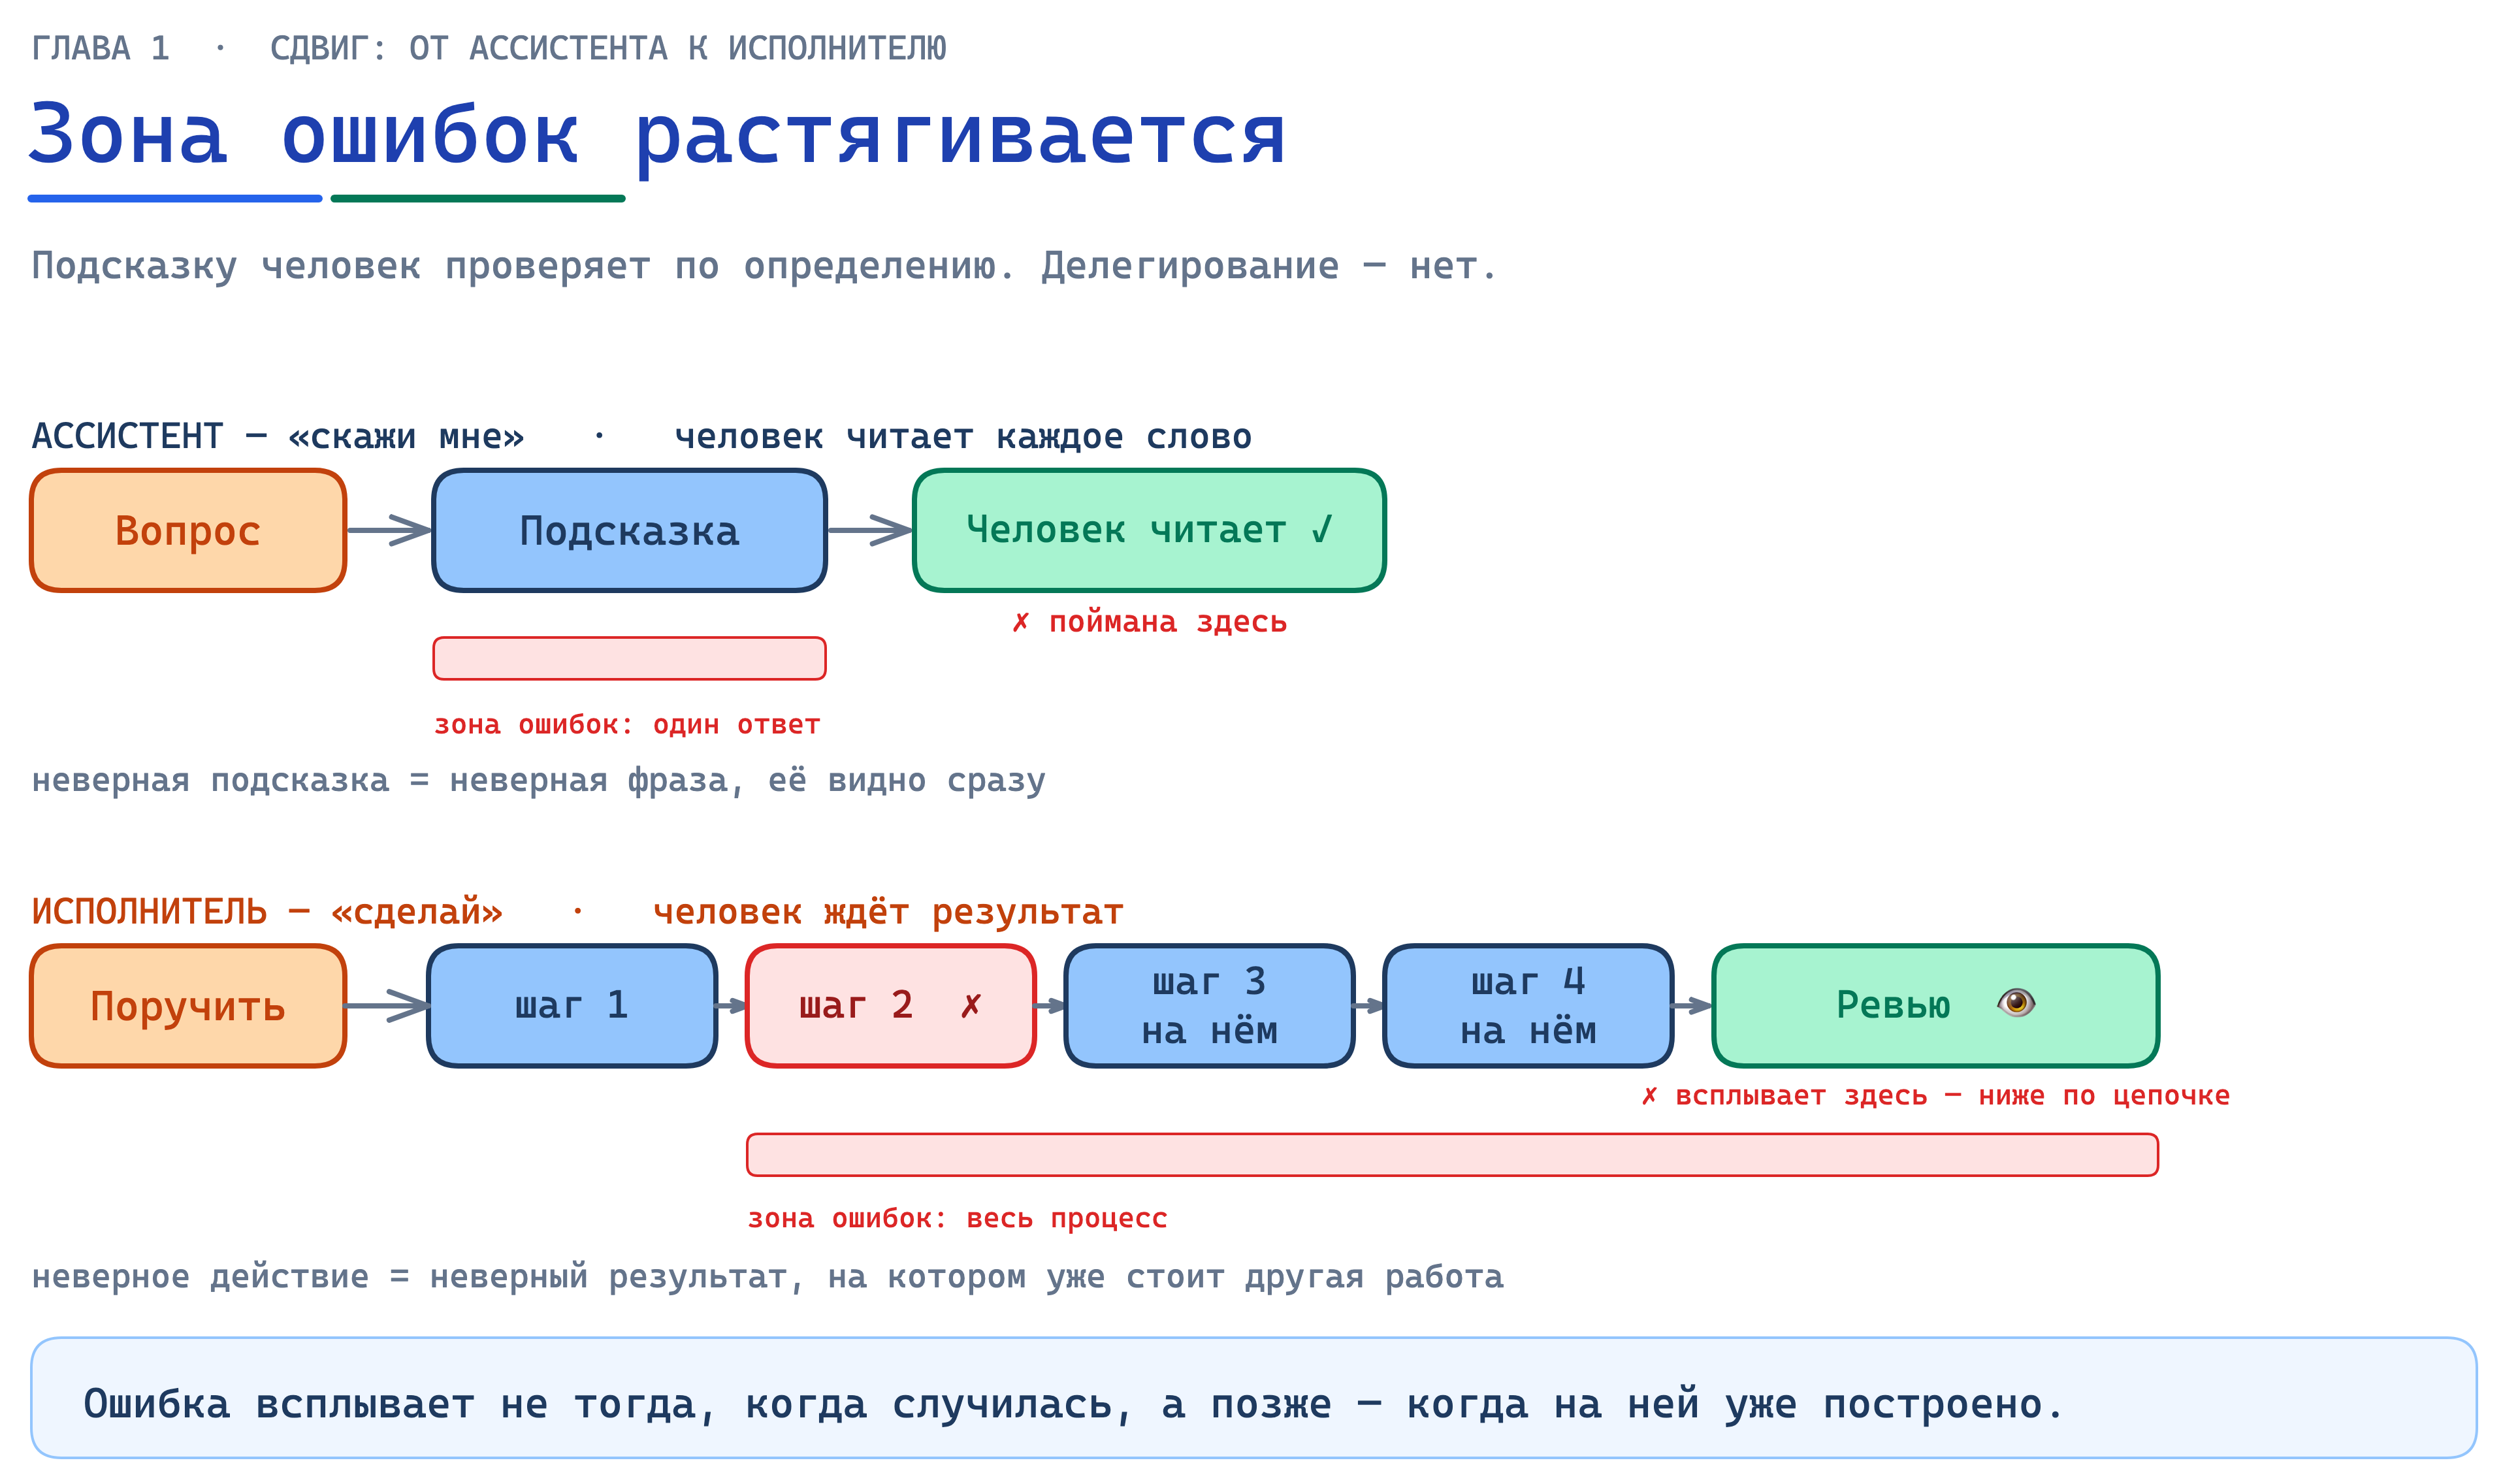 ГЛАВА 1 · СДВИГ: ОТ АССИСТЕНТА К ИСПОЛНИТЕЛЮ
Зона ошибок растягивается
Подсказку человек проверяет по определению. Делегирование — нет.
АССИСТЕНТ — «скажи мне» · человек читает каждое слово
Вопрос
Подсказка
Человек читает ✓
✗ поймана здесь
зона ошибок: один ответ
неверная подсказка = неверная фраза, её видно сразу
ИСПОЛНИТЕЛЬ — «сделай» · человек ждёт результат
Поручить
шаг 1
шаг 2 ✗
шаг 3
на нём
шаг 4
на нём
Ревью 👁
✗ всплывает здесь — ниже по цепочке
зона ошибок: весь процесс
неверное действие = неверный результат, на котором уже стоит другая работа
Ошибка всплывает не тогда, когда случилась, а позже — когда на ней уже построено.